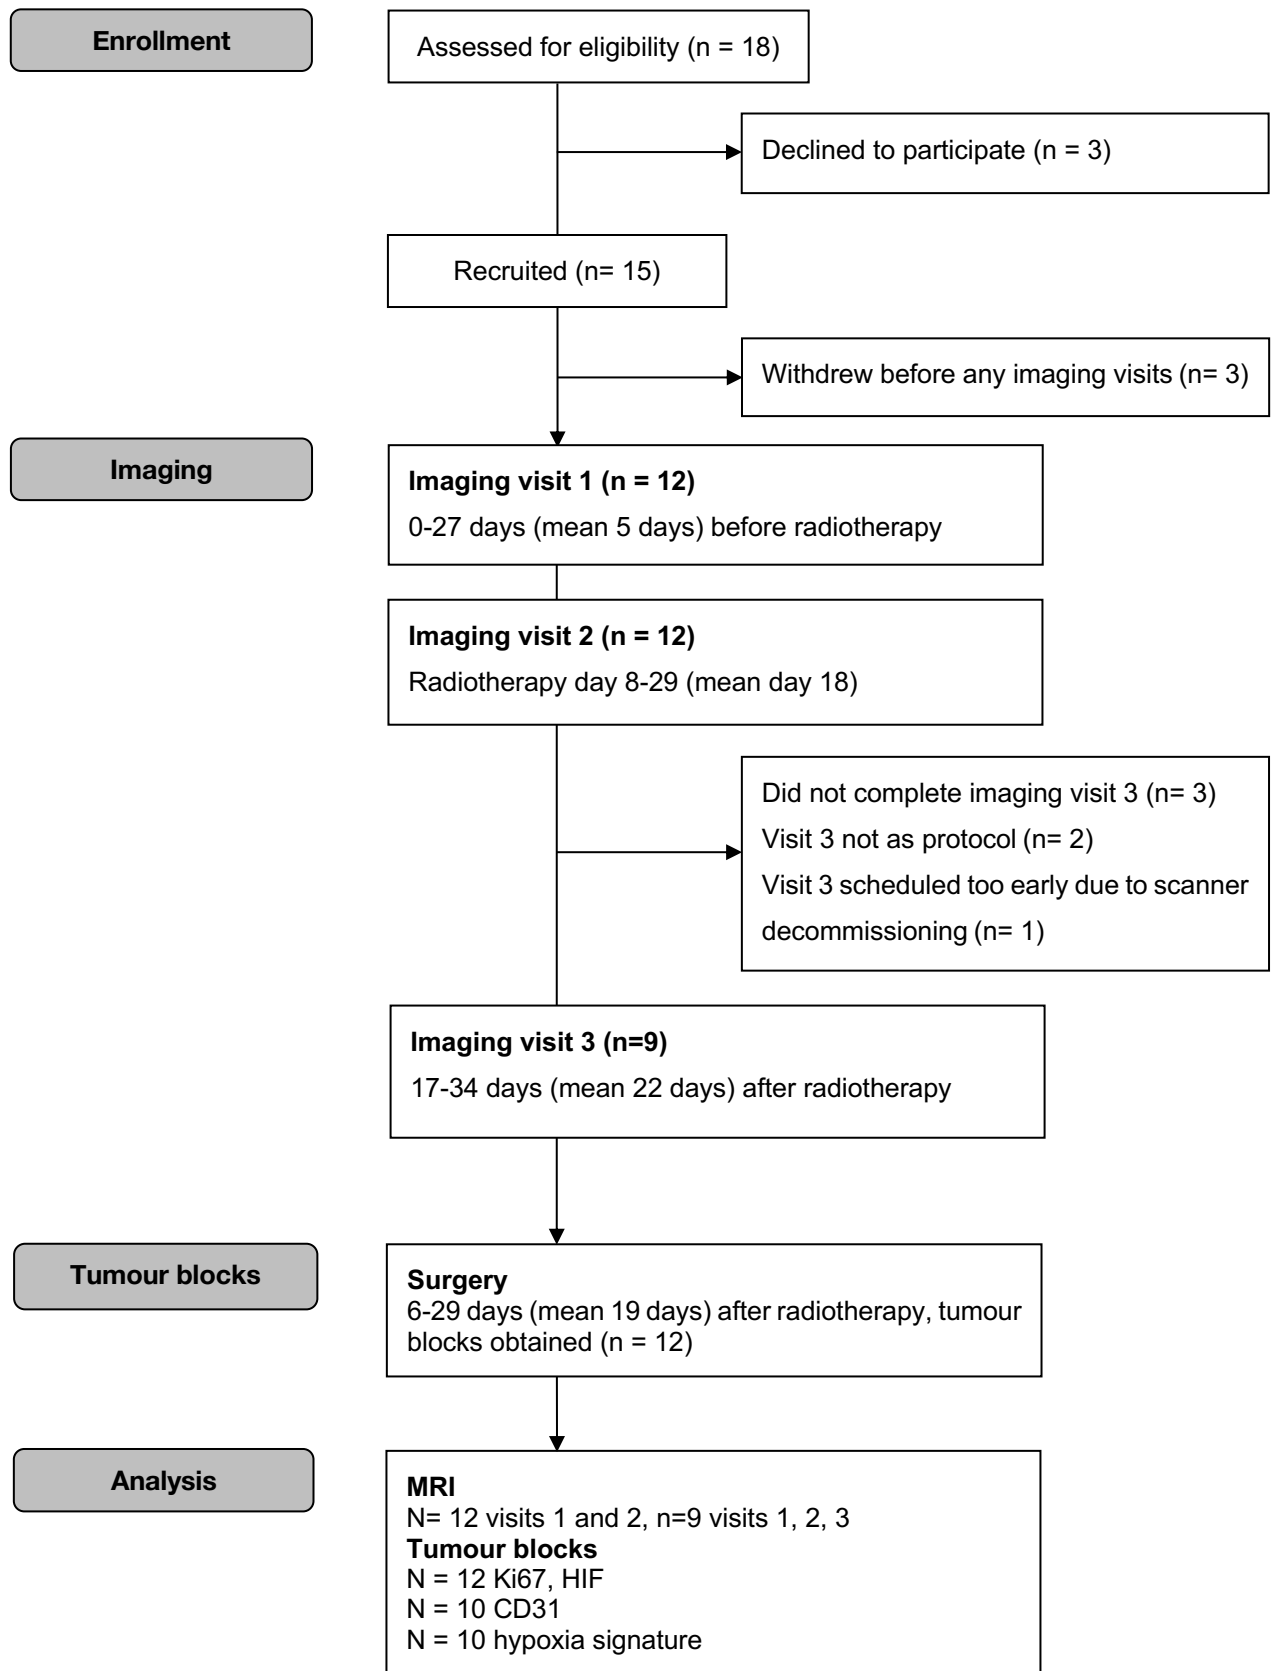 Enrollment
Assessed for eligibility (n = 18)
Declined to participate (n = 3)
Recruited (n= 15)
Withdrew before any imaging visits (n= 3)
Imaging
Imaging visit 1 (n = 12)
0-27 days (mean 5 days) before radiotherapy
Imaging visit 2 (n = 12)
Radiotherapy day 8-29 (mean day 18)
Did not complete imaging visit 3 (n= 3)
Visit 3 not as protocol (n= 2)
Visit 3 scheduled too early due to scanner
decommissioning (n= 1)
Imaging visit 3 (n=9)
17-34 days (mean 22 days) after radiotherapy
Tumour blocks
Surgery
6-29 days (mean 19 days) after radiotherapy, tumour
blocks obtained (n = 12)
Analysis
MRI
N= 12 visits 1 and 2, n=9 visits 1, 2, 3
Tumour blocks
N = 12 Ki67, HIF
N = 10 CD31
N = 10 hypoxia signature